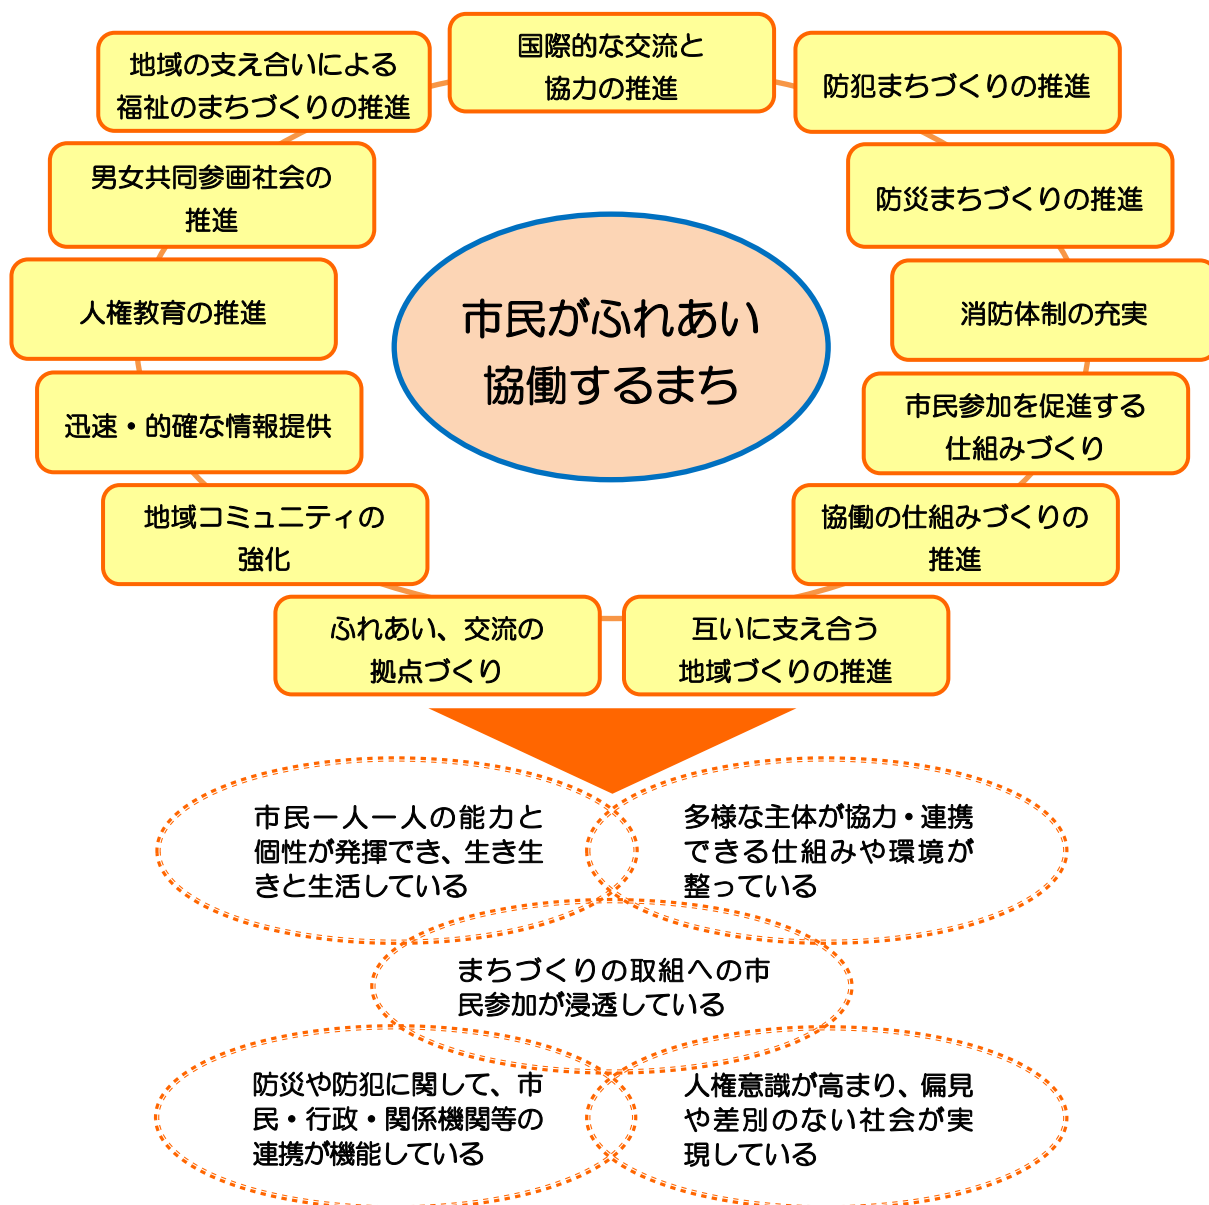 国際的な交流と
協力の推進
地域の支え合いによる
福祉のまちづくりの推進
防犯まちづくりの推進
男女共同参画社会の
推進
防災まちづくりの推進
市民がふれあい
協働するまち
人権教育の推進
消防体制の充実
迅速・的確な情報提供
市民参加を促進する
仕組みづくり
地域コミュニティの
強化
協働の仕組みづくりの
推進
ふれあい、交流の
拠点づくり
互いに支え合う
地域づくりの推進
市民一人一人の能力と
個性が発揮でき、生き生
きと生活している
多様な主体が協力・連携
できる仕組みや環境が
整っている
まちづくりの取組への市
民参加が浸透している
防災や防犯に関して、市
民・行政・関係機関等の
連携が機能している
人権意識が高まり、偏見
や差別のない社会が実
現している